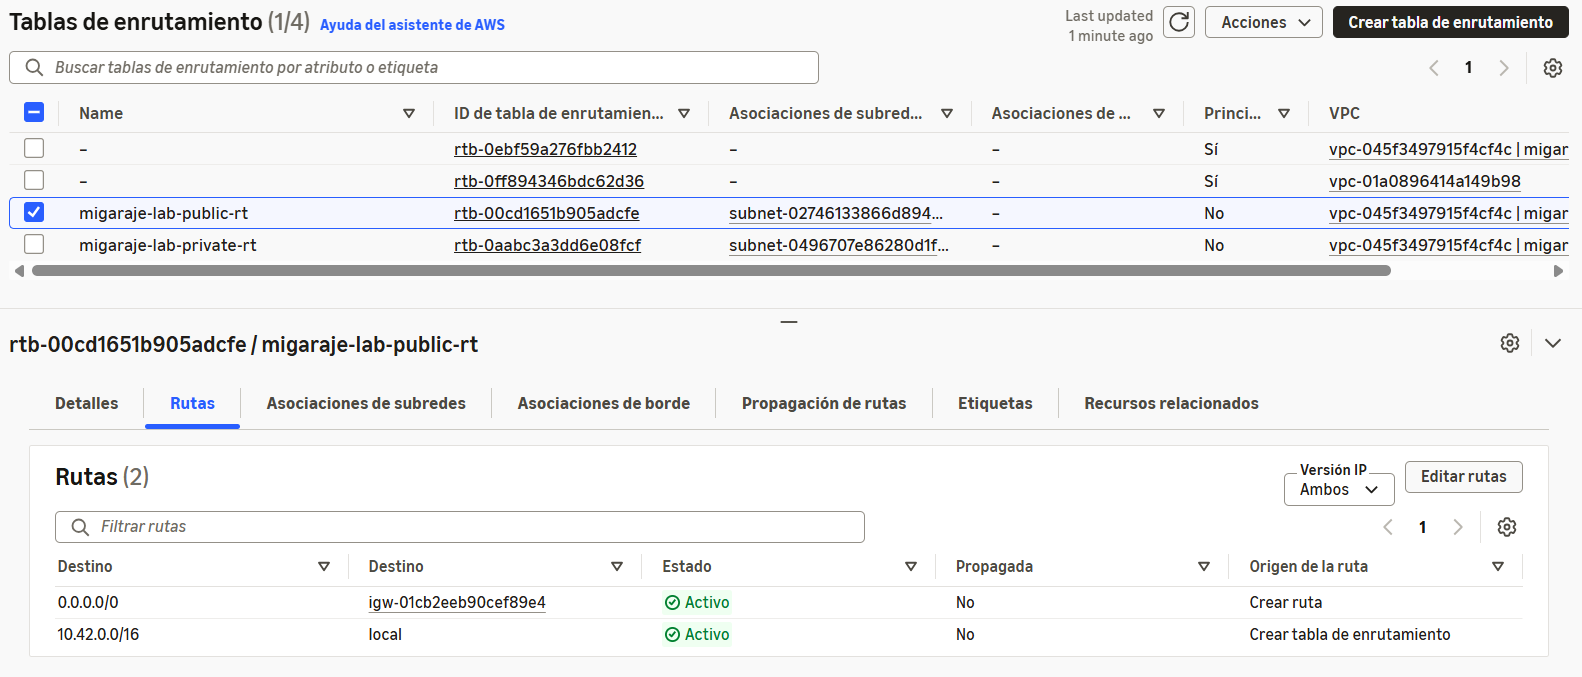 Tablas de enrutamiento (1/4) Ayuda del asistente de AWS
Last updated
1 minute ago
Acciones
Crear tabla de enrutamiento
Buscar tablas de enrutamiento por atributo o etiqueta
1
Name ID de tabla de enrutamien... Asociaciones de subred... Asociaciones de ... Princi... VPC
– rtb-0ebf59a276fbb2412 – – Sí vpc-045f3497915f4cf4c | migar
– rtb-0ff894346bdc62d36 – – Sí vpc-01a0896414a149b98
migaraje-lab-public-rt rtb-00cd1651b905adcfe subnet-02746133866d894... – No vpc-045f3497915f4cf4c | migar
migaraje-lab-private-rt rtb-0aabc3a3dd6e08fcf subnet-0496707e86280d1f... – No vpc-045f3497915f4cf4c | migar
rtb-00cd1651b905adcfe / migaraje-lab-public-rt
Detalles Rutas Asociaciones de subredes Asociaciones de borde Propagación de rutas Etiquetas Recursos relacionados
Rutas (2)
Versión IP
Ambos
Editar rutas
Filtrar rutas
1
Destino Destino Estado Propagada Origen de la ruta
0.0.0.0/0 igw-01cb2eeb90cef89e4 Activo No Crear ruta
10.42.0.0/16 local Activo No Crear tabla de enrutamiento